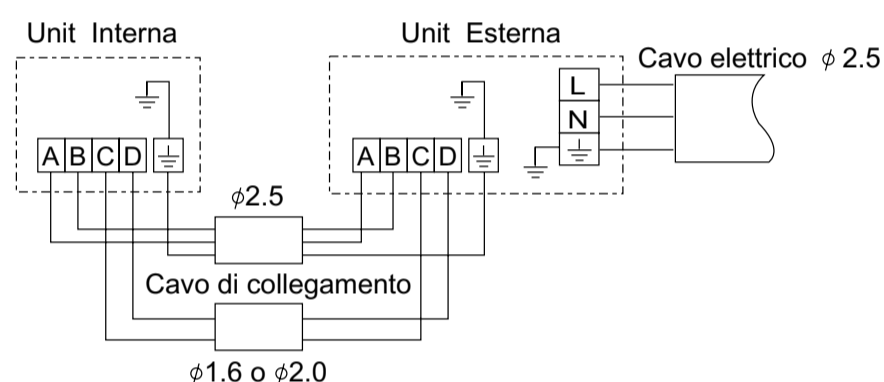 Unit Interna
Unit Esterna
Cavo elettrico ϕ 2.5
L
N
A B C D
A B C D
ϕ2.5
Cavo di collegamento
ϕ1.6 o ϕ2.0